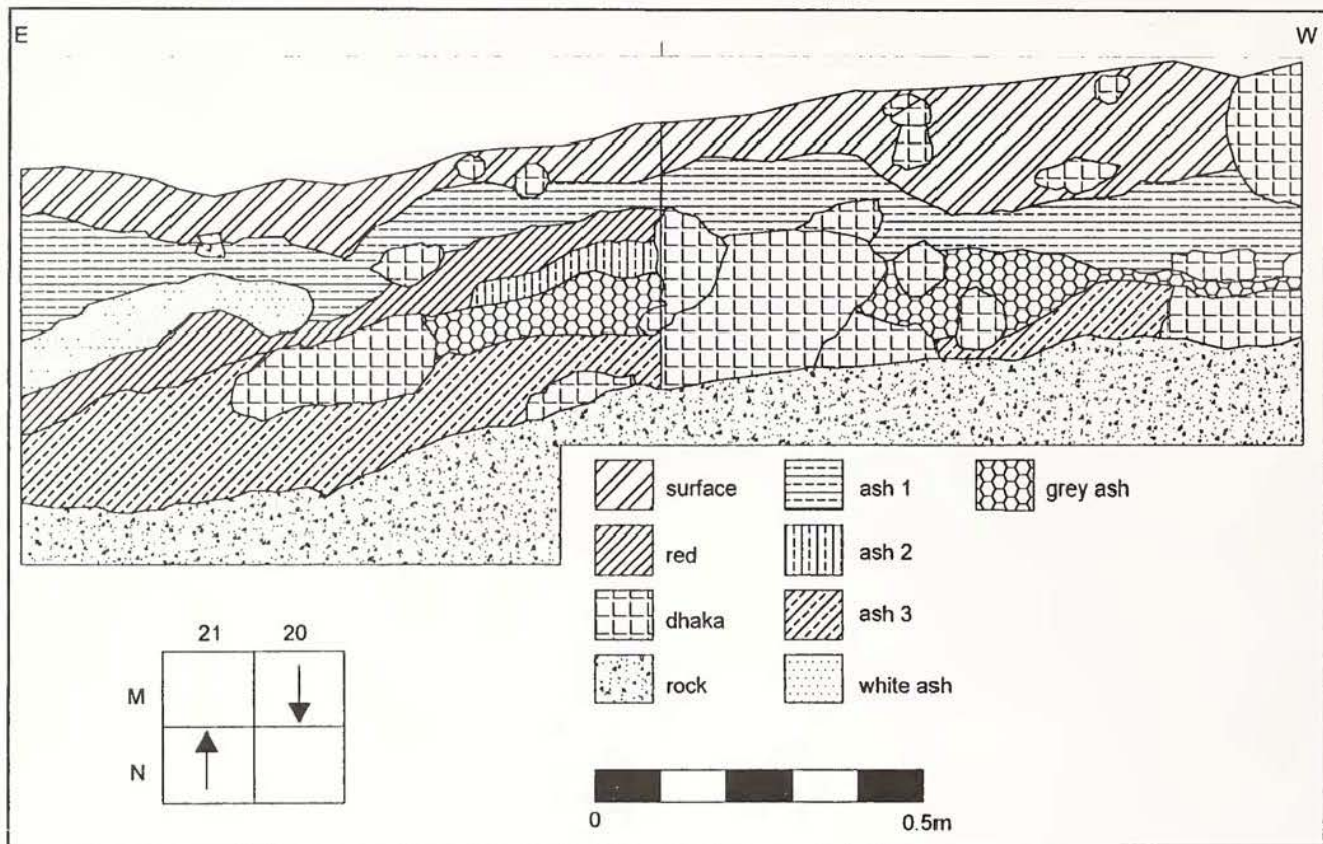 E W
surface ash 1 grey ash
red ash 2
dhaka ash 3
rock white ash
21 20
M
N
0 0.5m